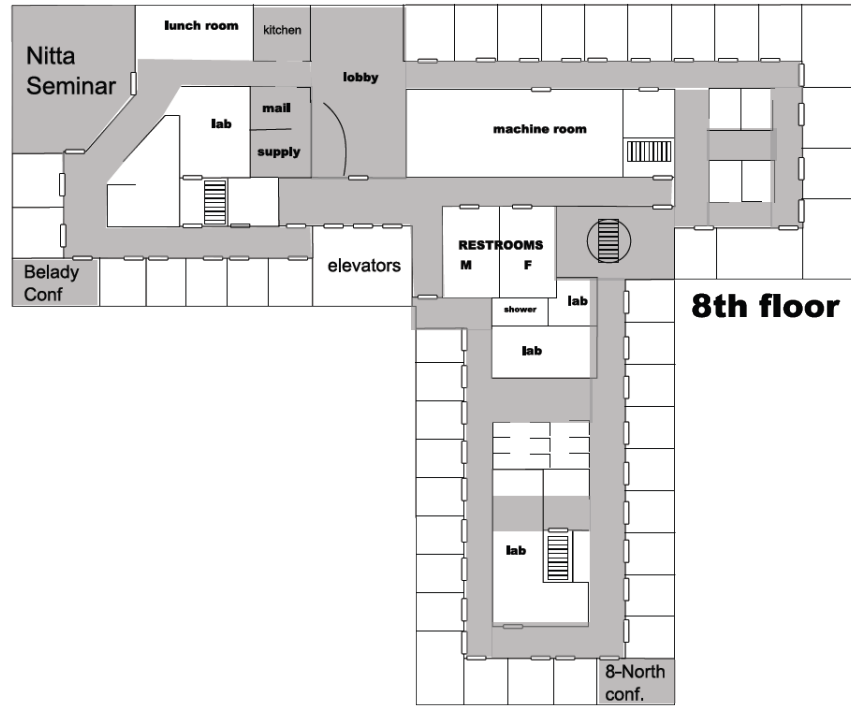 lunch room
kitchen
Nitta
Seminar
lobby
mail
lab
machine room
supply
RESTROOMS
M F
elevators
Belady
Conf
lab
shower
8th floor
lab
lab
8-North
conf.